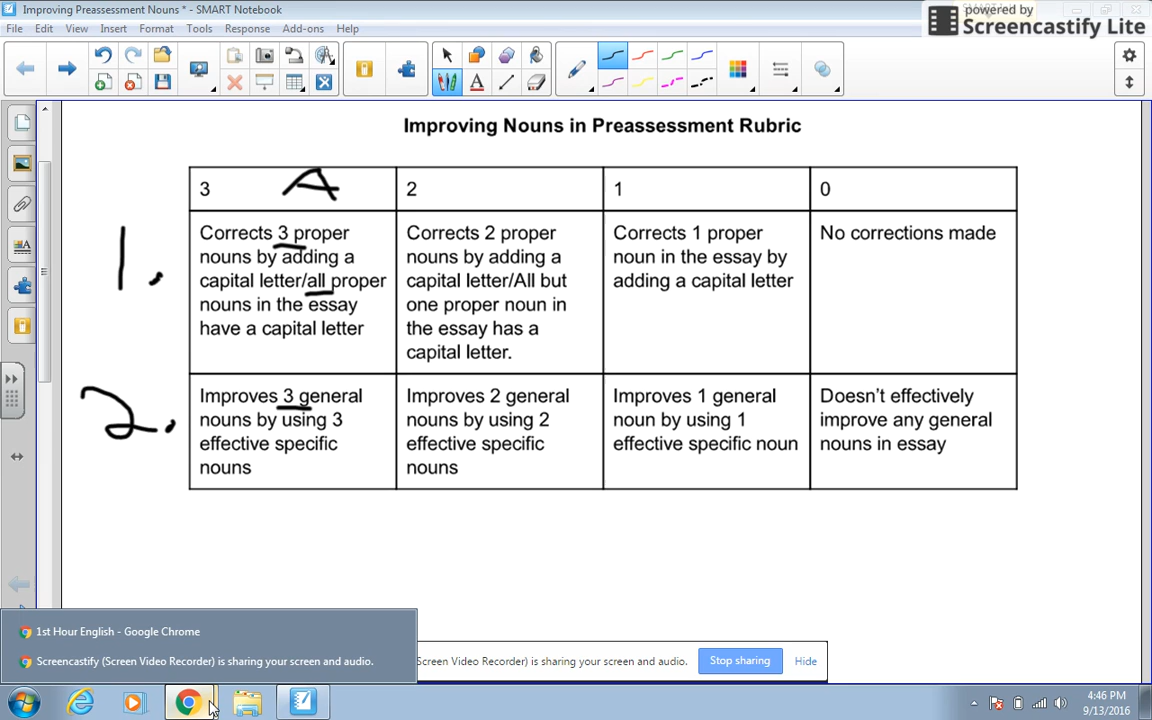 Improving Preassessment Nouns * - SMART Notebook
powered by
Screencastify Lite
File Edit View Insert Format Tools Response Add-ons Help
Improving Nouns in Preassessment Rubric
3 A 2 1 0
1.
Corrects 3 proper
nouns by adding a
capital letter/all proper
nouns in the essay
have a capital letter
Corrects 2 proper
nouns by adding a
capital letter/All but
one proper noun in
the essay has a
capital letter.
Corrects 1 proper
noun in the essay by
adding a capital letter
No corrections made
2.
Improves 3 general
nouns by using 3
effective specific
nouns
Improves 2 general
nouns by using 2
effective specific
nouns
Improves 1 general
noun by using 1
effective specific noun
Doesn't effectively
improve any general
nouns in essay
1st Hour English - Google Chrome
Screencastify (Screen Video Recorder) is sharing your screen and audio.
Screen Video Recorder) is sharing your screen and audio.
Stop sharing
Hide
4:46 PM
9/13/2016